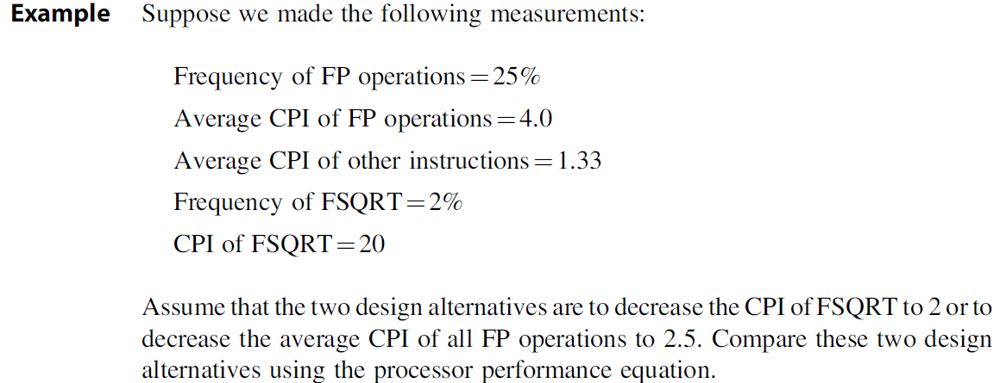 Example Suppose we made the following measurements:
Frequency of FP operations=25%
Average CPI of FP operations=4.0
Average CPI of other instructions=1.33
Frequency of FSQRT=2%
CPI of FSQRT=20
Assume that the two design alternatives are to decrease the CPI of FSQRT to 2 or to
decrease the average CPI of all FP operations to 2.5. Compare these two design
alternatives using the processor performance equation.